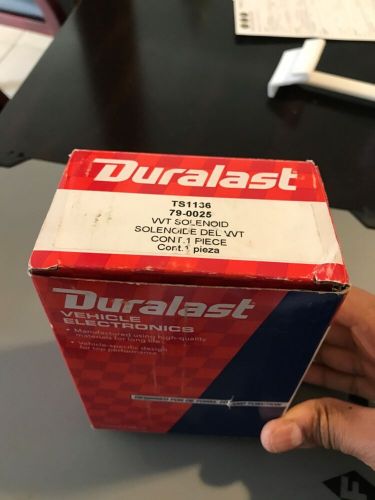 Duralast
TS1136
79-0025
VVT SOLENOID
SOLENOIDE DEL VVT
CONT.1 PIECE
Cont.1 pieza
Duralast
VEHICLE
ELECTRONICS
• Manufactured using high-quality
materials for long life
• Vehicle-specific design
for top performance